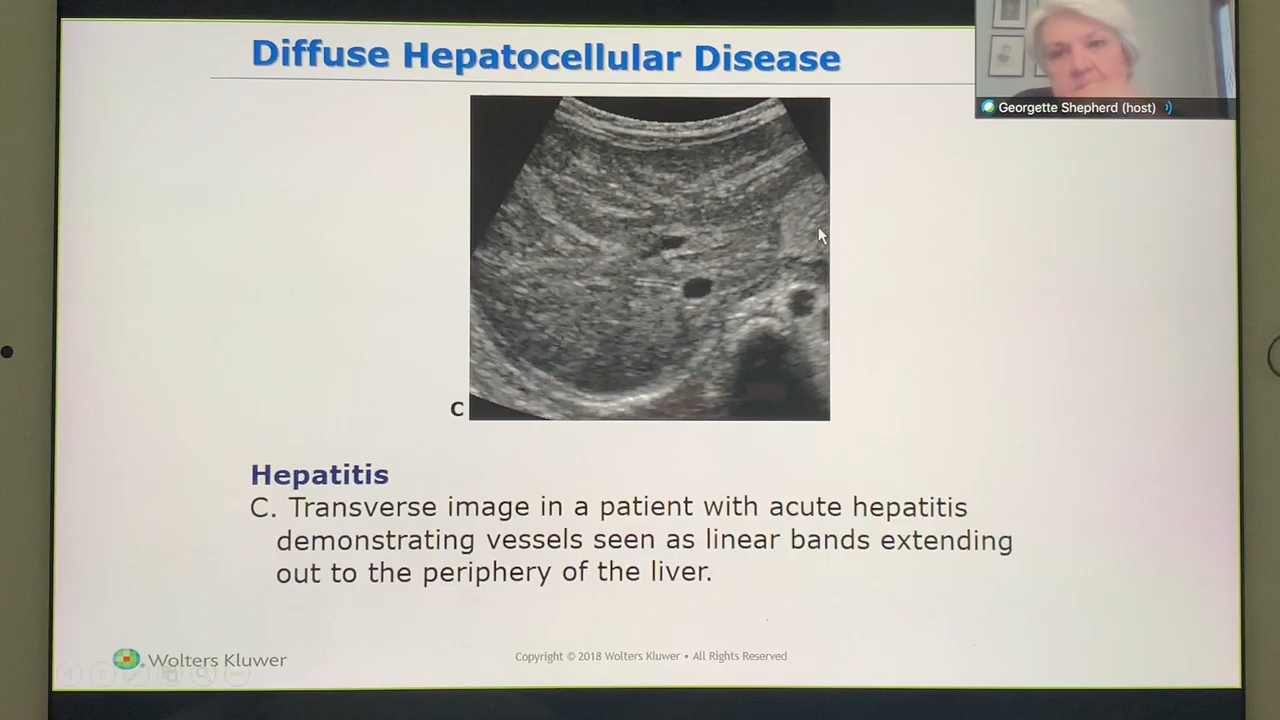 Diffuse Hepatocellular Disease
Georgette Shepherd (host)
C
Hepatitis
C. Transverse image in a patient with acute hepatitis
demonstrating vessels seen as linear bands extending
out to the periphery of the liver.
Wolters Kluwer
Copyright © 2018 Wolters Kluwer • All Rights Reserved